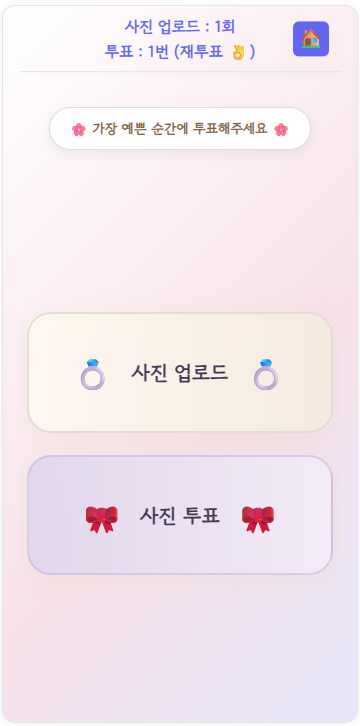 사진 업로드 : 1회
투표 : 1번 (재투표 👌)
🌸 가장 예쁜 순간에 투표해주세요 🌸
💍 사진 업로드 💍
🎀 사진 투표 🎀